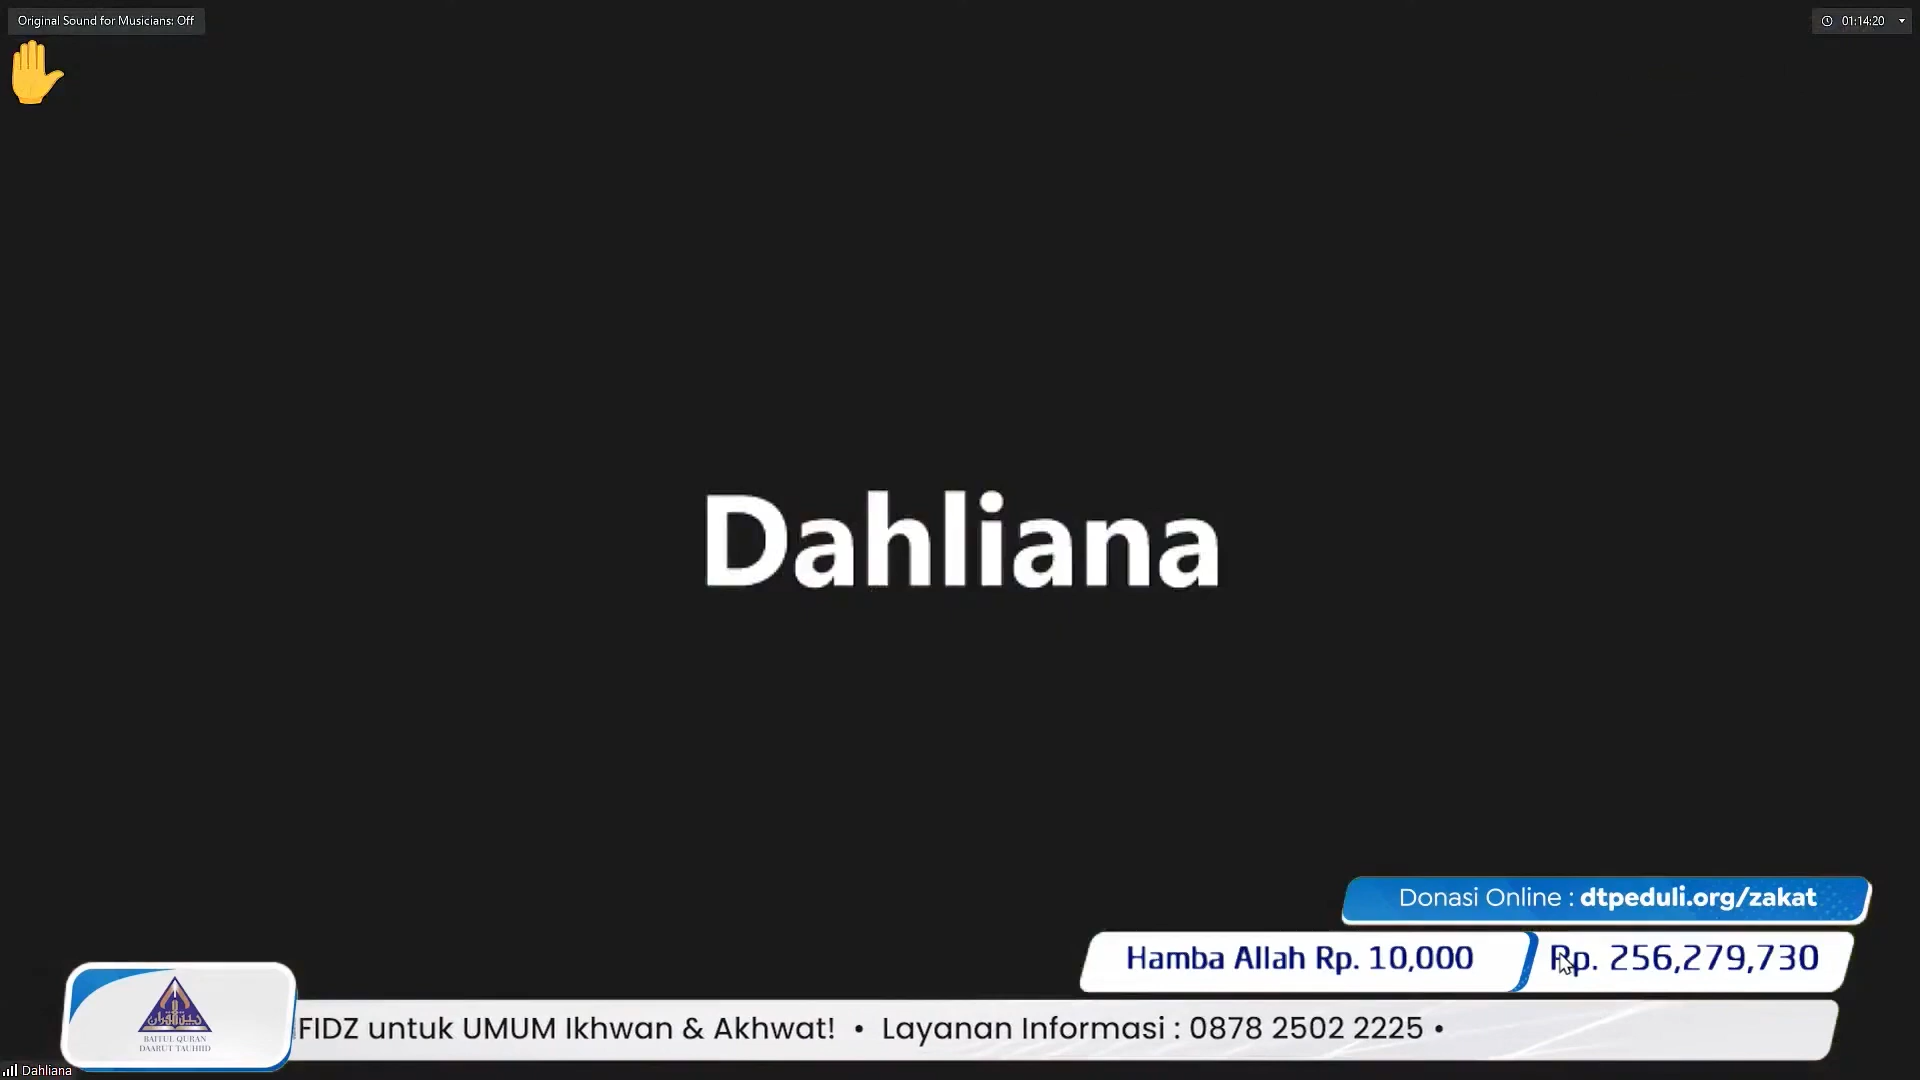 Original Sound for Musicians: Off
01:14:20
Dahliana
Donasi Online : dtpeduli.org/zakat
Hamba Allah Rp. 10,000
Rp. 256,279,730
FIDZ untuk UMUM Ikhwan & Akhwat! • Layanan Informasi : 0878 2502 2225 •
BAITUL QURAN
DAARUT TAUHIID
Dahliana